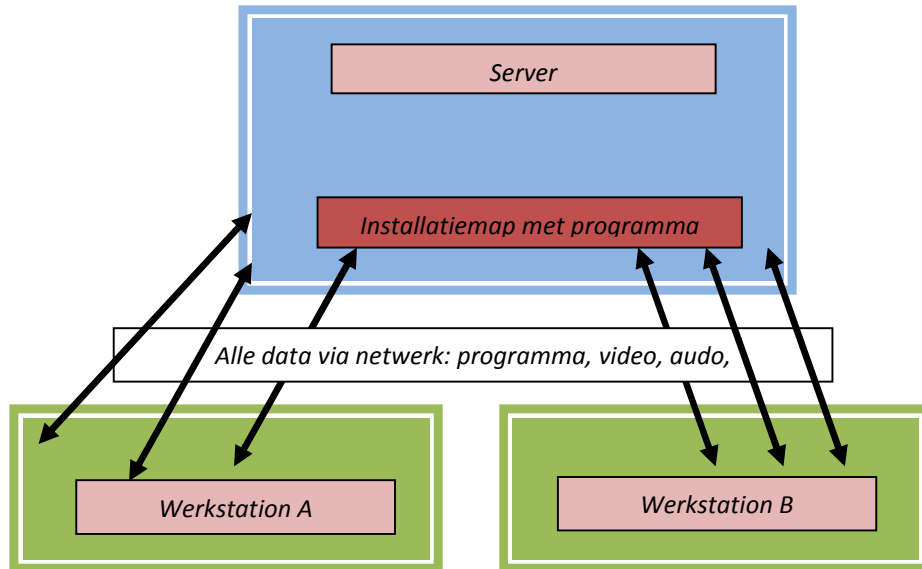 Server
Installatiemap met programma
Alle data via netwerk: programma, video, audo,
Werkstation A
Werkstation B